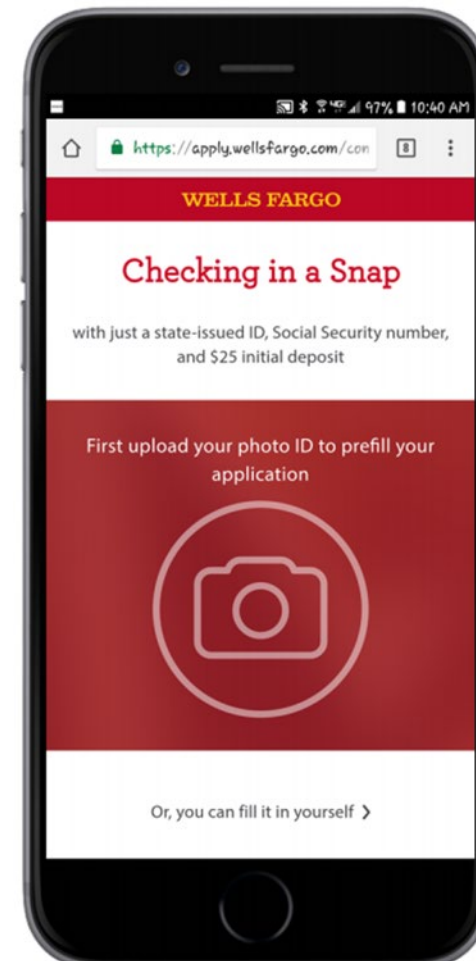 97% 10:40 AM
https://apply.wellsfargo.com/con 8
WELLS FARGO
Checking in a Snap
with just a state-issued ID, Social Security number,
and $25 initial deposit
First upload your photo ID to prefill your
application
Or, you can fill it in yourself